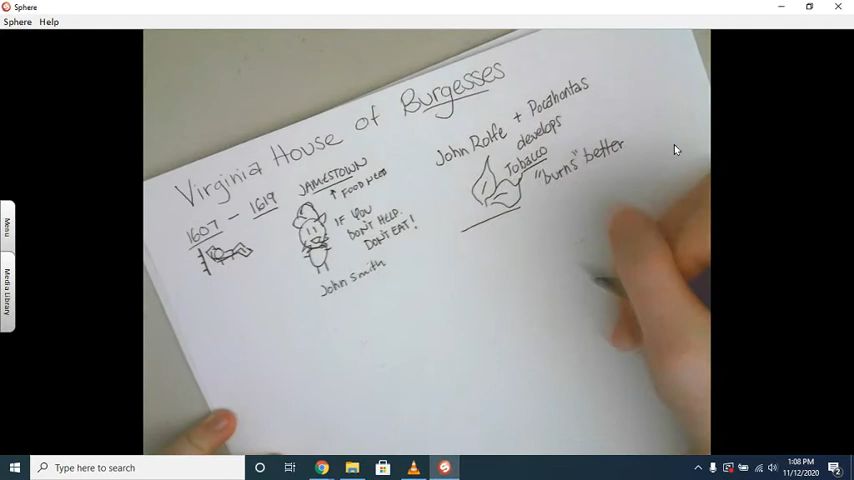 Sphere
Sphere Help
Menu
Media Library
Virginia House of Burgesses
1607 - 1619
JAMESTOWN
↑ FOOD NEED
IF YOU
DON'T HELP.
DON'T EAT!
John Smith
John Rolfe + Pocahontas
develops
Tobacco
"burns" better
Type here to search
1:08 PM
11/12/2020
2